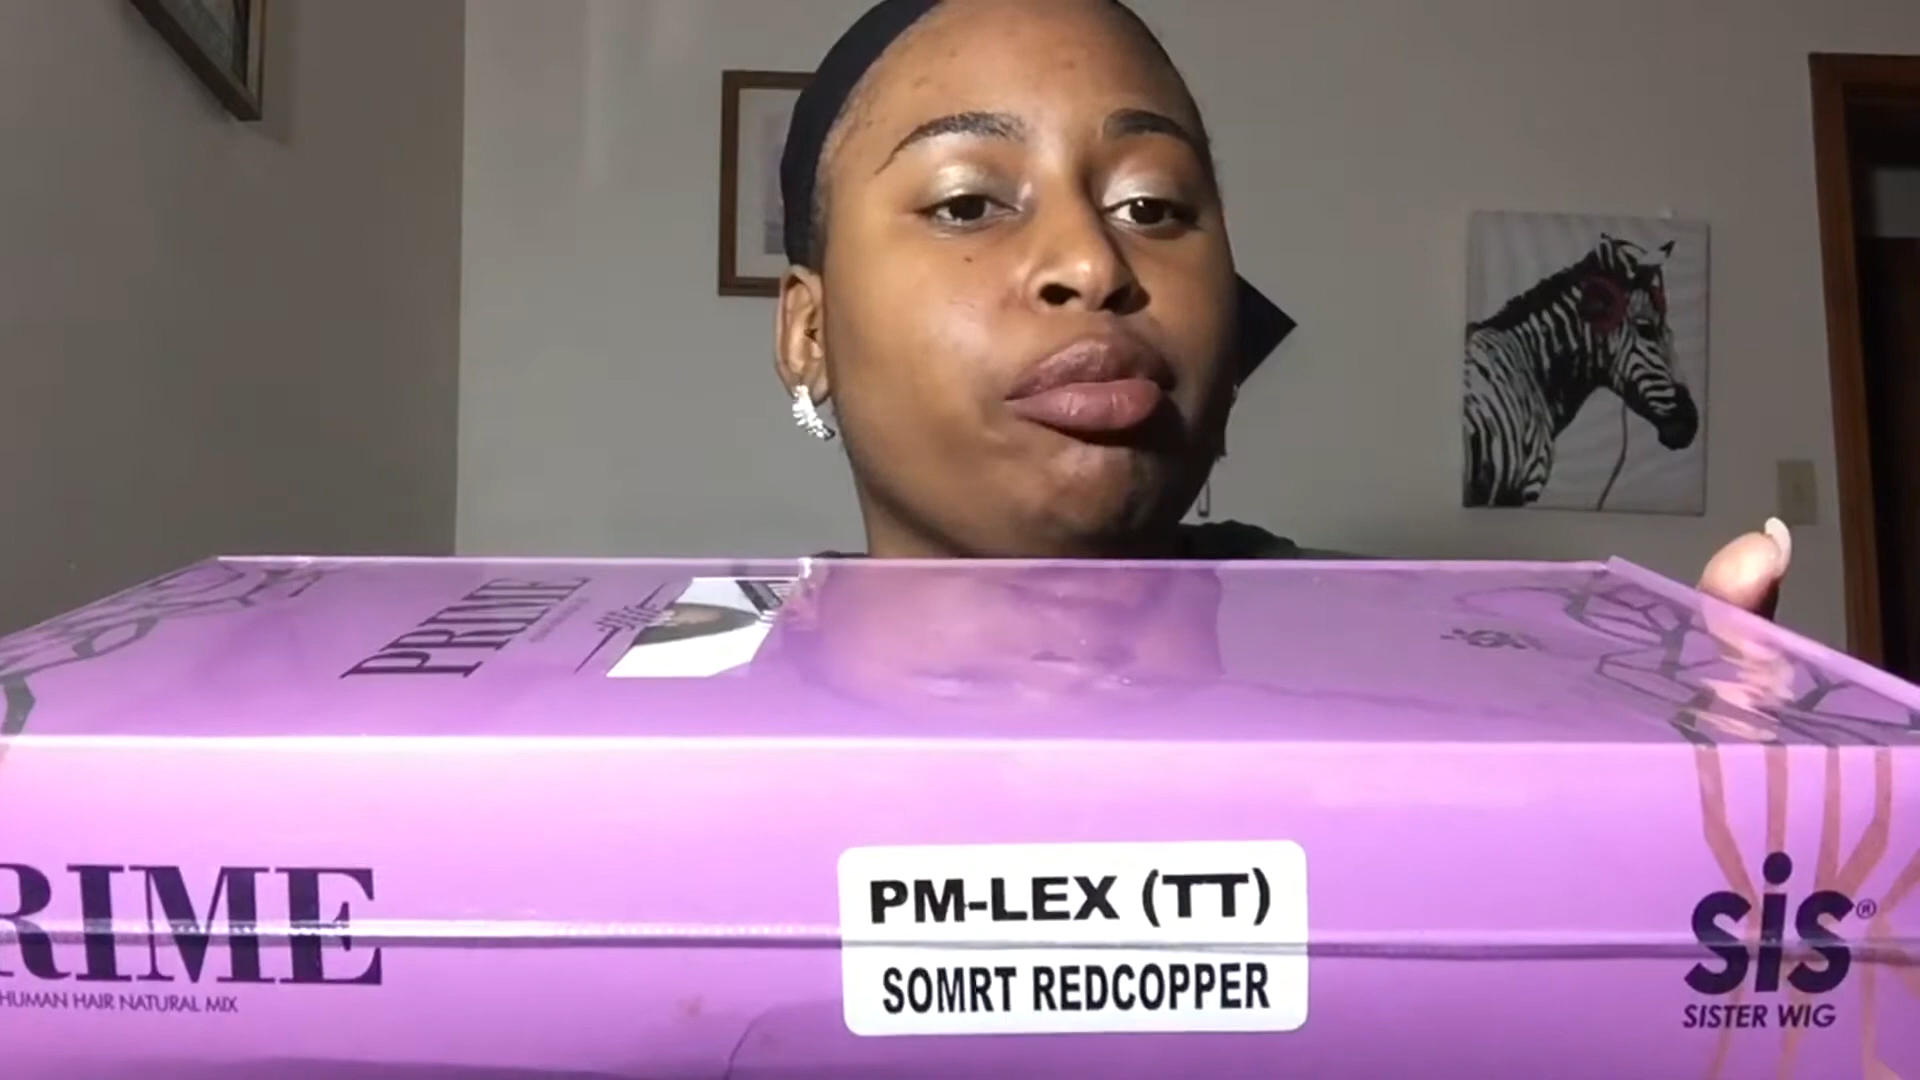 PRIME
RIME
HUMAN HAIR NATURAL MIX
PM-LEX (TT)
SOMRT REDCOPPER
sis®
SISTER WIG